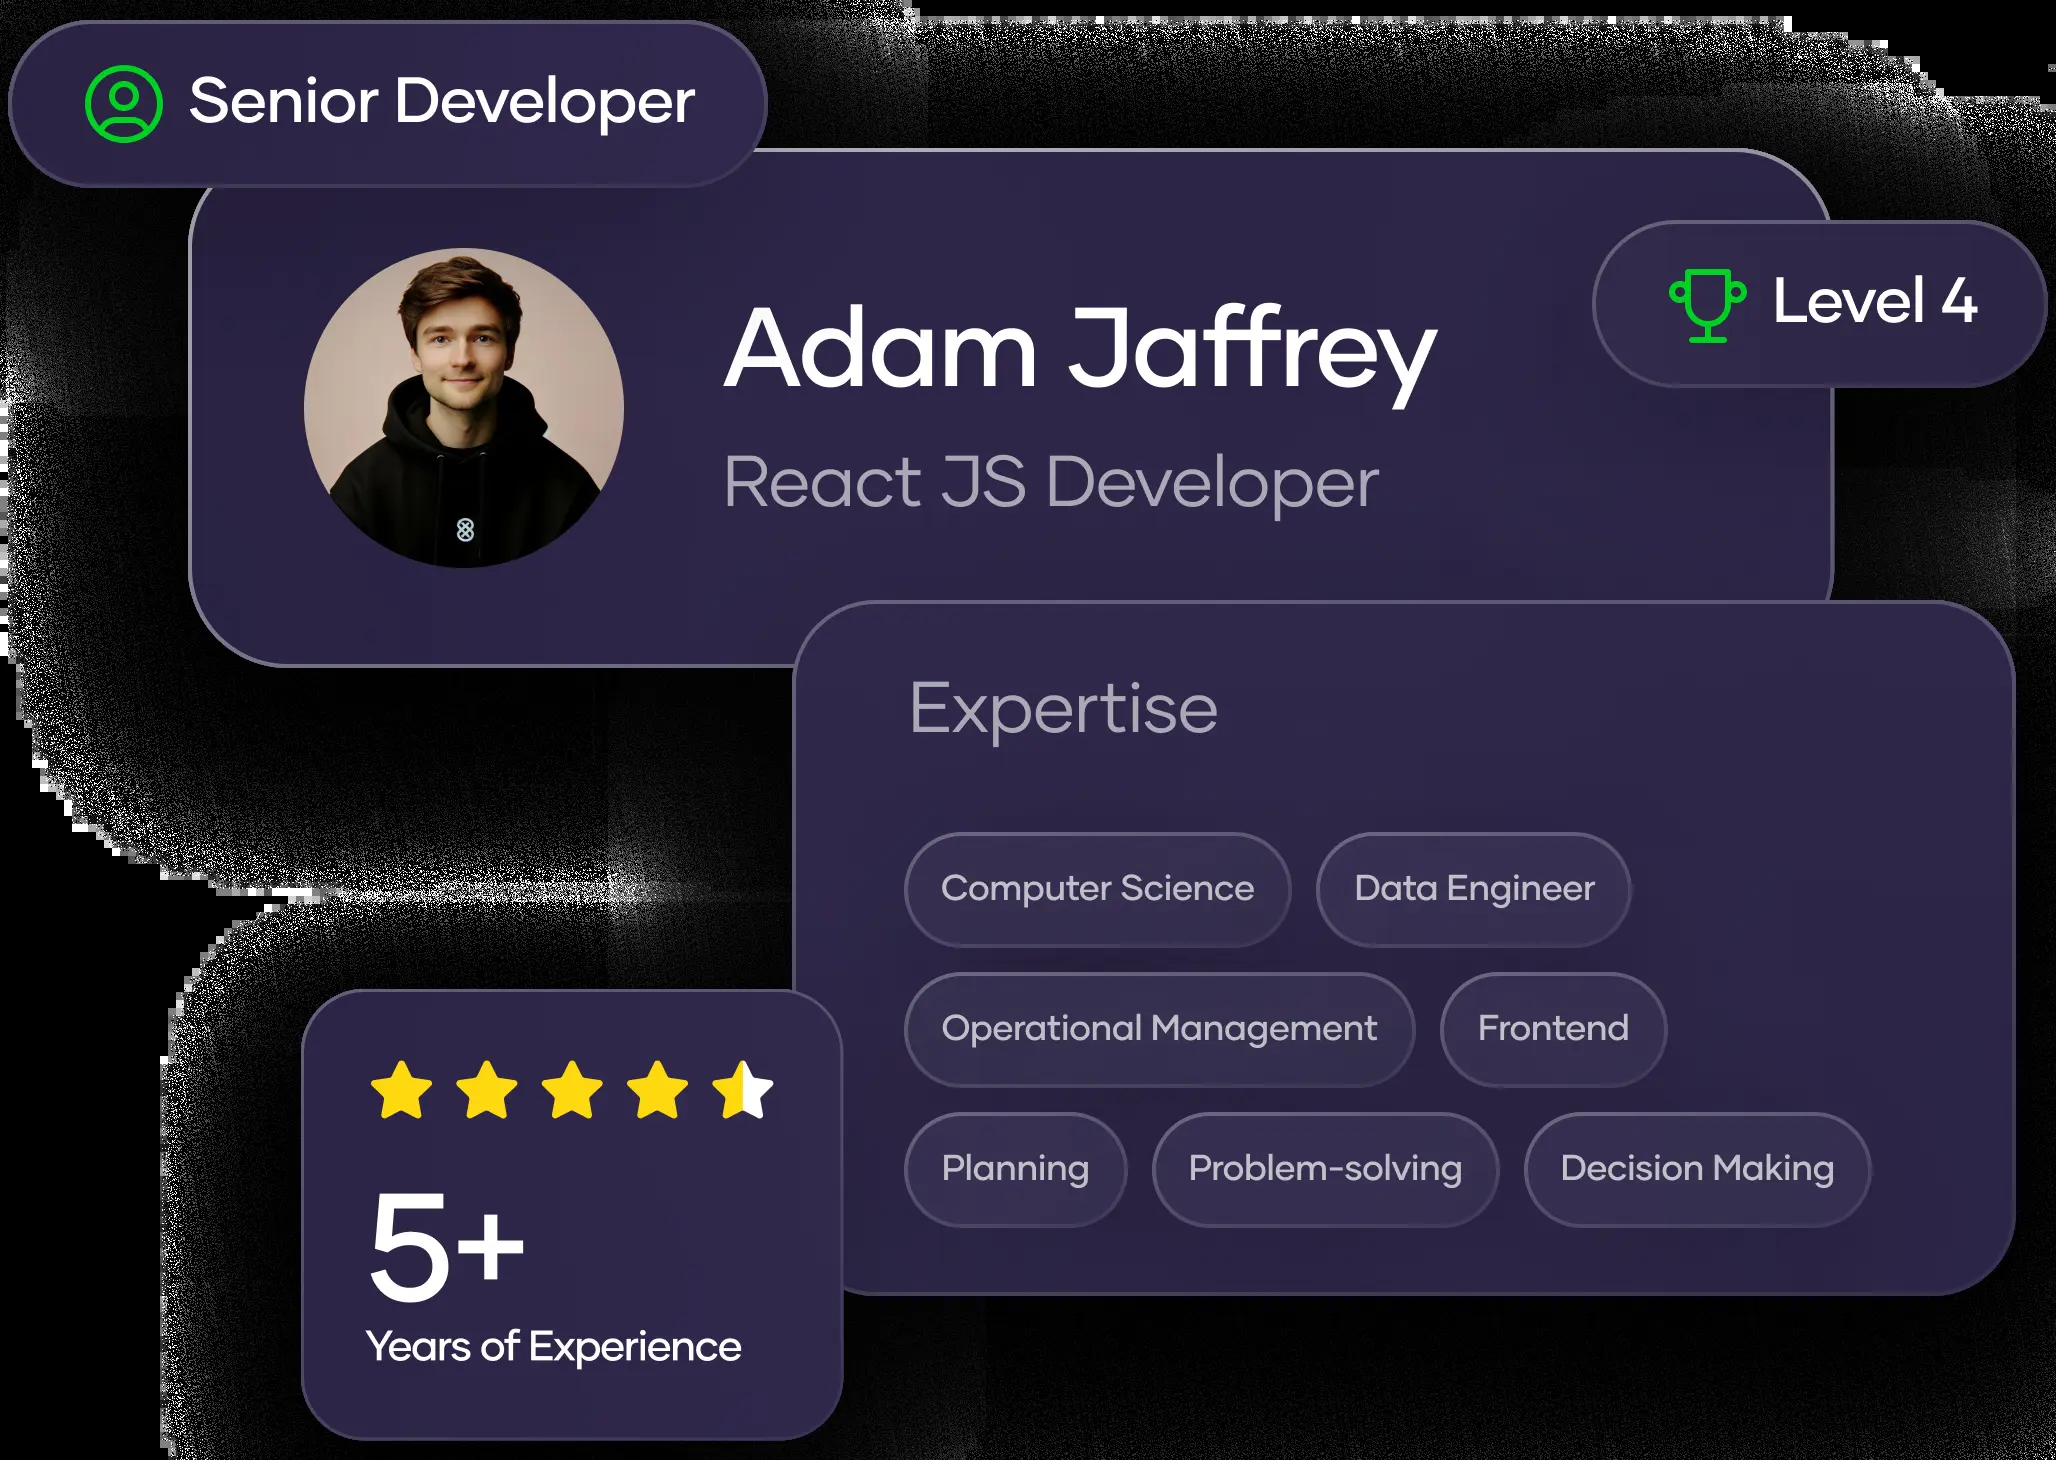 Senior Developer
Level 4
Adam Jaffrey
React JS Developer
Expertise
Computer Science
Data Engineer
Operational Management
Frontend
Planning
Problem-solving
Decision Making
5+
Years of Experience